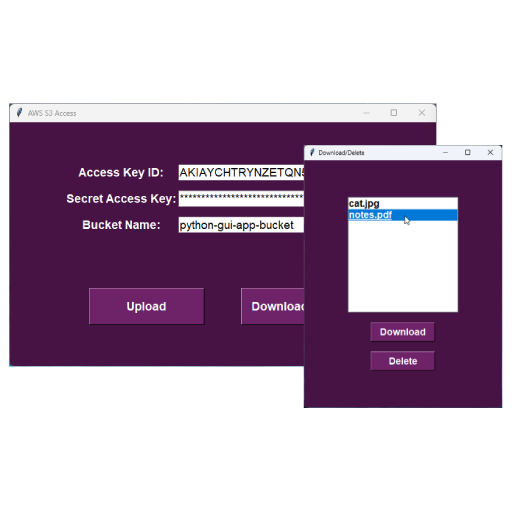 AWS S3 Access
Access Key ID: AKIAYCHTRYNZETQN
Secret Access Key: ******************************
Bucket Name: python-gui-app-bucket
Upload
Download
Download/Delete
cat.jpg
notes.pdf
Download
Delete